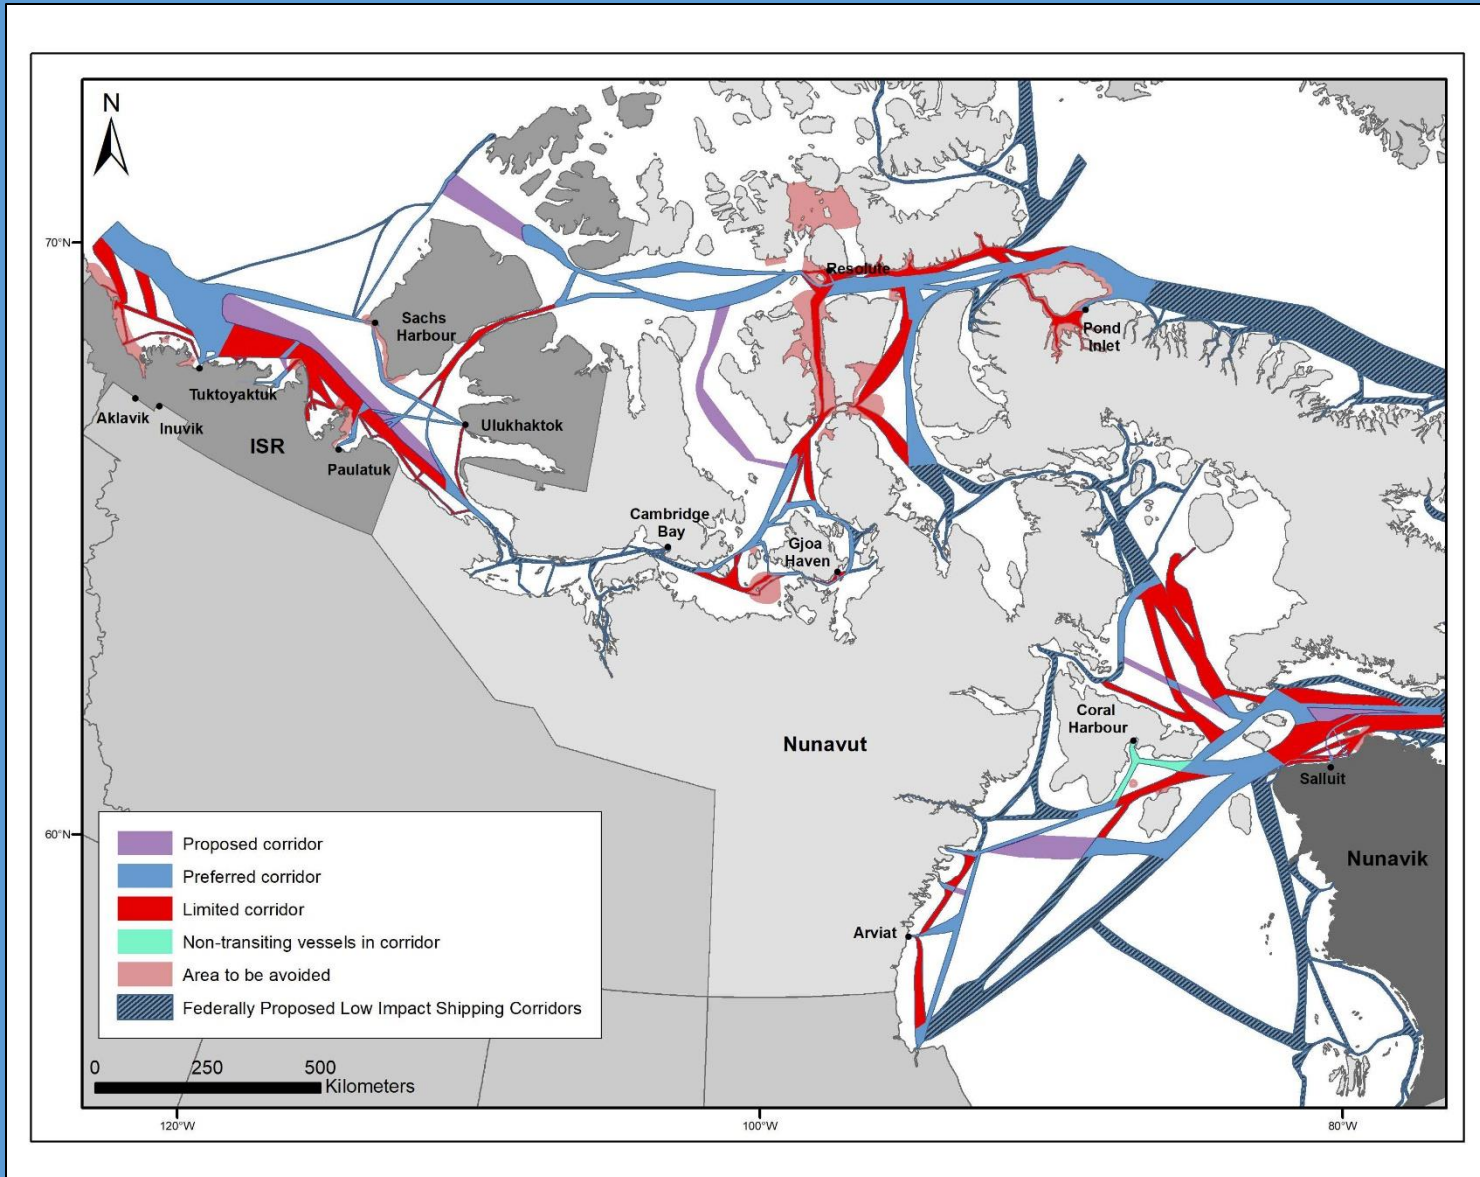 N
70°N
Resolute
Sachs
Harbour
Pond
Inlet
Tuktoyaktuk
Aklavik
Inuvik
Ulukhaktok
ISR
Paulatuk
Cambridge
Bay
Gjoa
Haven
Coral
Harbour
Nunavut
Salluit
60°N
Proposed corridor
Preferred corridor
Limited corridor
Non-transiting vessels in corridor
Area to be avoided
Federally Proposed Low Impact Shipping Corridors
Nunavik
Arviat
0 250 500
Kilometers
120°W 100°W 80°W